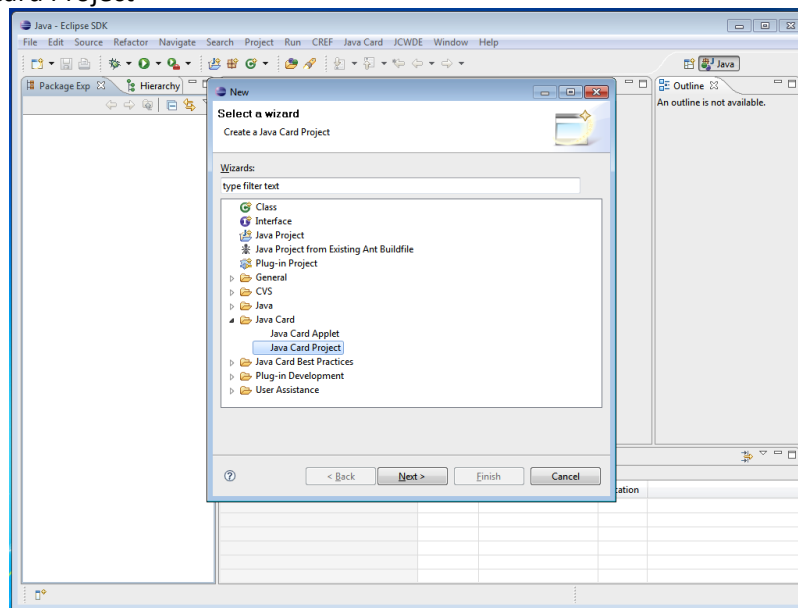 Java - Eclipse SDK
File Edit Source Refactor Navigate Search Project Run CREF Java Card JCWDE Window Help
Java
Package Exp
Hierarchy
Outline
An outline is not available.
New
Select a wizard
Create a Java Card Project
Wizards:
type filter text
Class
Interface
Java Project
Java Project from Existing Ant Buildfile
Plug-in Project
General
CVS
Java
Java Card
Java Card Applet
Java Card Project
Java Card Best Practices
Plug-in Development
User Assistance
< Back Next > Finish Cancel